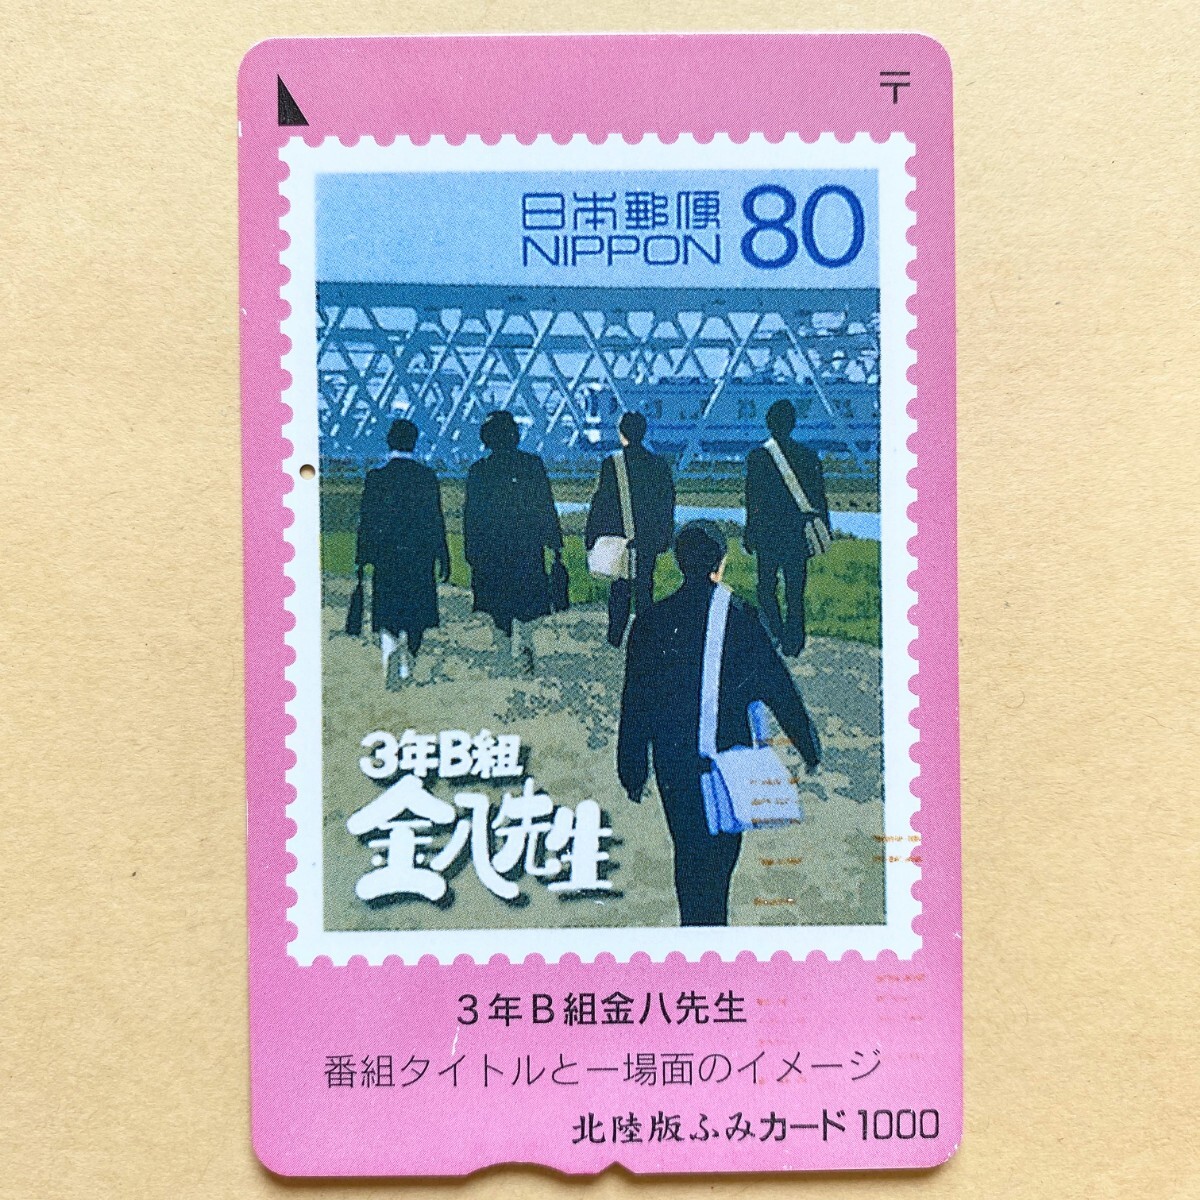 〒
日本郵便
NIPPON 80
3年B組
金八先生
3年B組金八先生
番組タイトルと一場面のイメージ
北陸版ふみカード1000